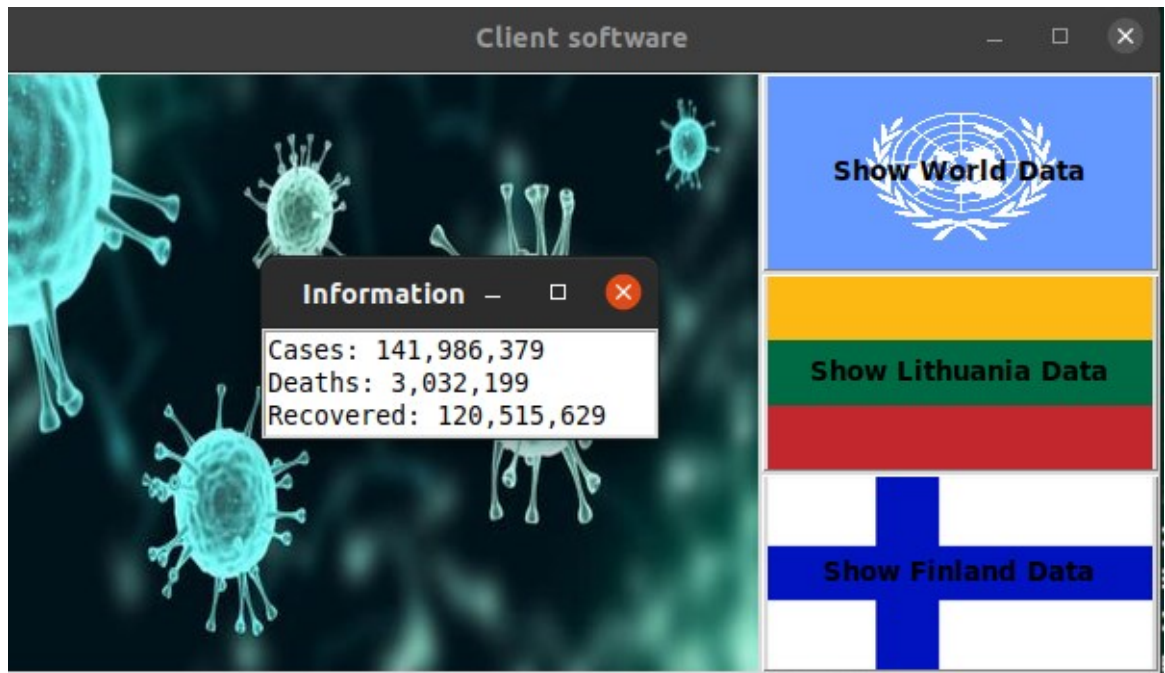 Client software
Show World Data
Information
Cases: 141,986,379
Deaths: 3,032,199
Recovered: 120,515,629
Show Lithuania Data
Show Finland Data